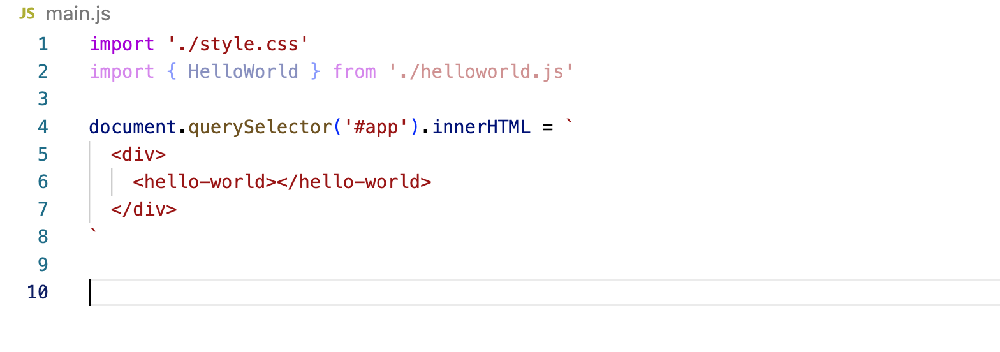 JS main.js
1 import './style.css'
2 import { HelloWorld } from './helloworld.js'
3
4 document.querySelector('#app').innerHTML = `
5   <div>
6     <hello-world></hello-world>
7   </div>
8 `
9
10